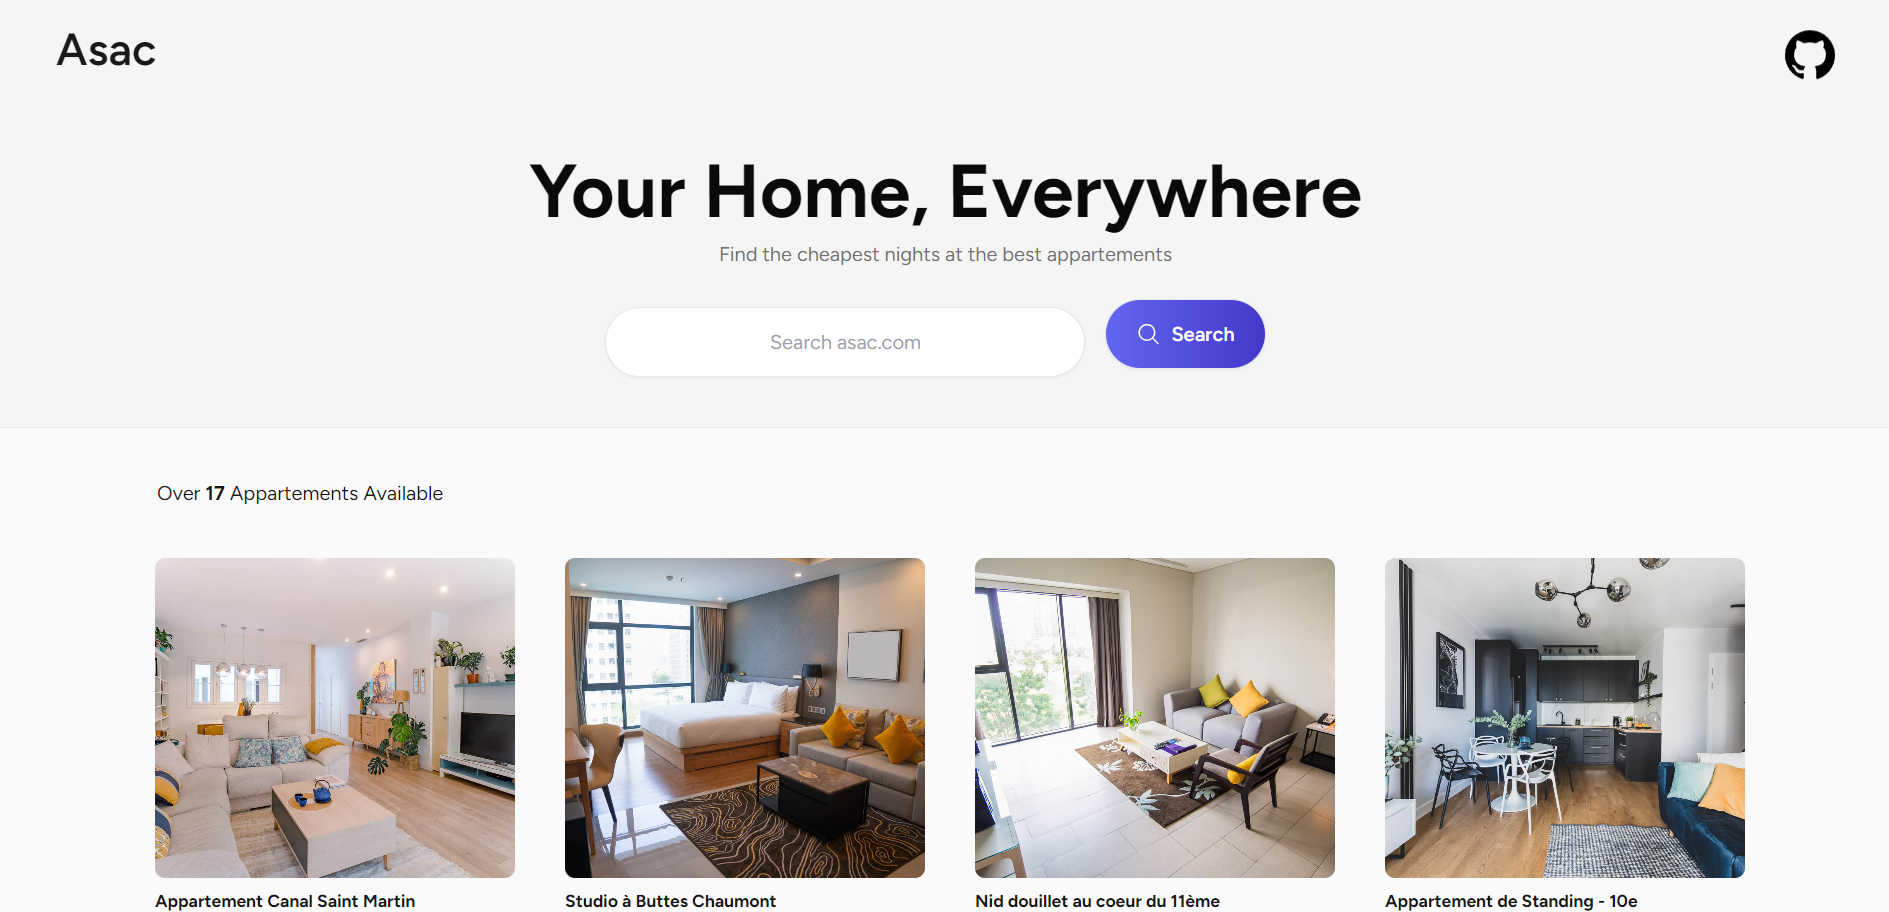 Asac
Your Home, Everywhere
Find the cheapest nights at the best appartements
Search asac.com
Search
Over 17 Appartements Available
Appartement Canal Saint Martin
Studio à Buttes Chaumont
Nid douillet au coeur du 11ème
Appartement de Standing - 10e